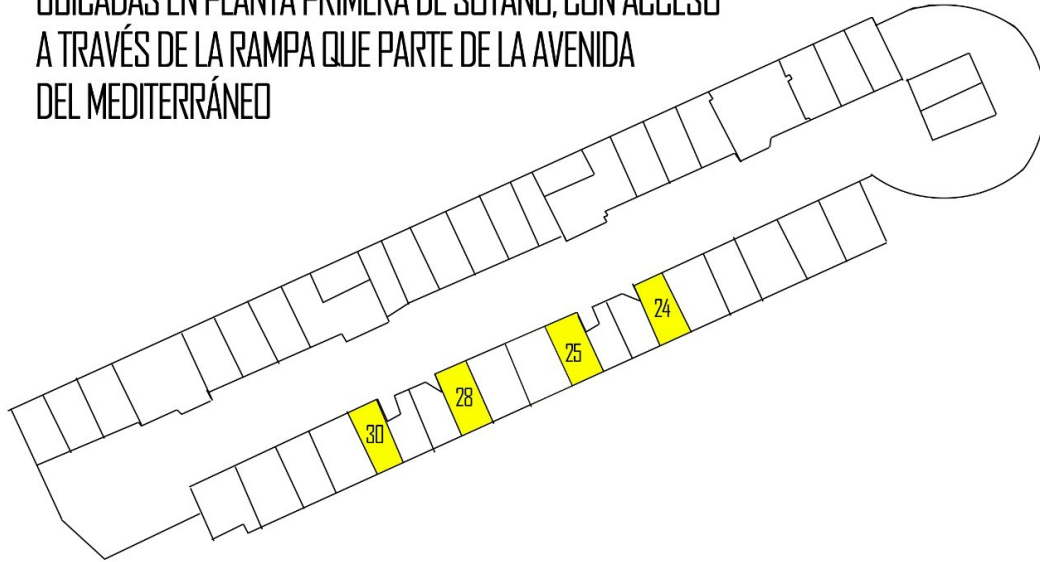 UBICADAS EN PLANTA PRIMERA DE SÓTANO, CON ACCESO
A TRAVÉS DE LA RAMPA QUE PARTE DE LA AVENIDA
DEL MEDITERRÁNEO
24
25
28
30